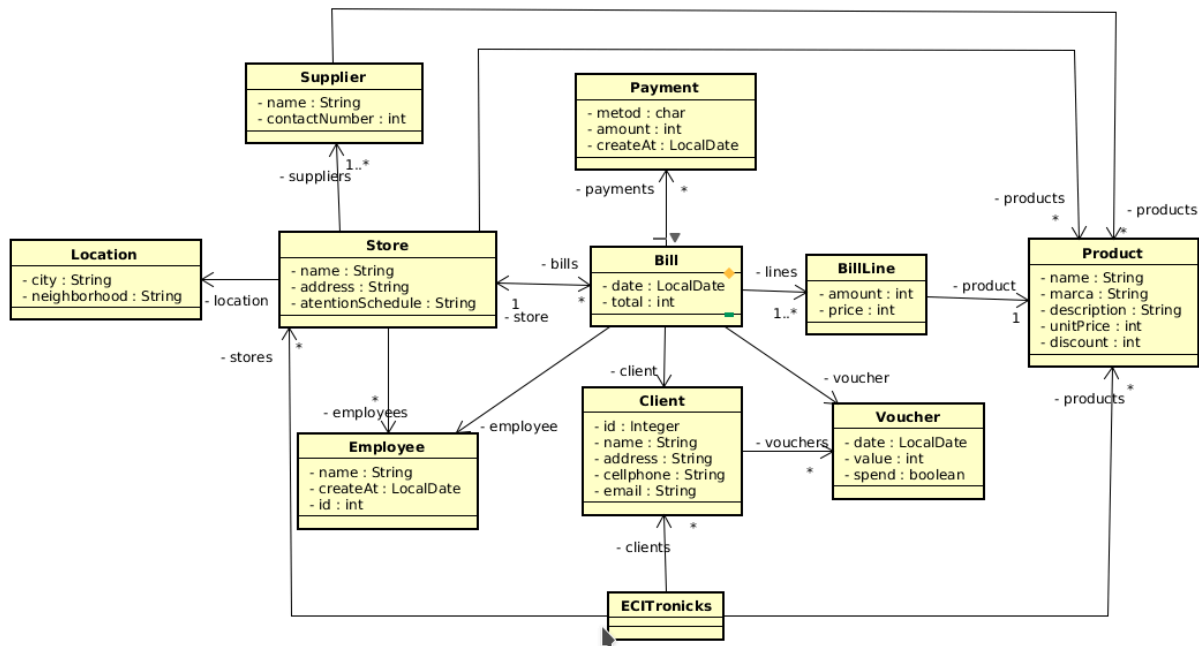 Supplier
- name : String
- contactNumber : int
Payment
- metod : char
- amount : int
- createAt : LocalDate
1..*
- suppliers
- payments
*
- products
*
- products
*
Location
- city : String
- neighborhood : String
- location
Store
- name : String
- address : String
- atentionSchedule : String
- bills
*
1
- store
Bill
- date : LocalDate
- total : int
- lines
1..*
BillLine
- amount : int
- price : int
- product
1
Product
- name : String
- marca : String
- description : String
- unitPrice : int
- discount : int
- stores
*
*
- employees
- employee
- client
- voucher
*
- products
Employee
- name : String
- createAt : LocalDate
- id : int
Client
- id : Integer
- name : String
- address : String
- cellphone : String
- email : String
- vouchers
*
Voucher
- date : LocalDate
- value : int
- spend : boolean
*
- clients
ECITronicks